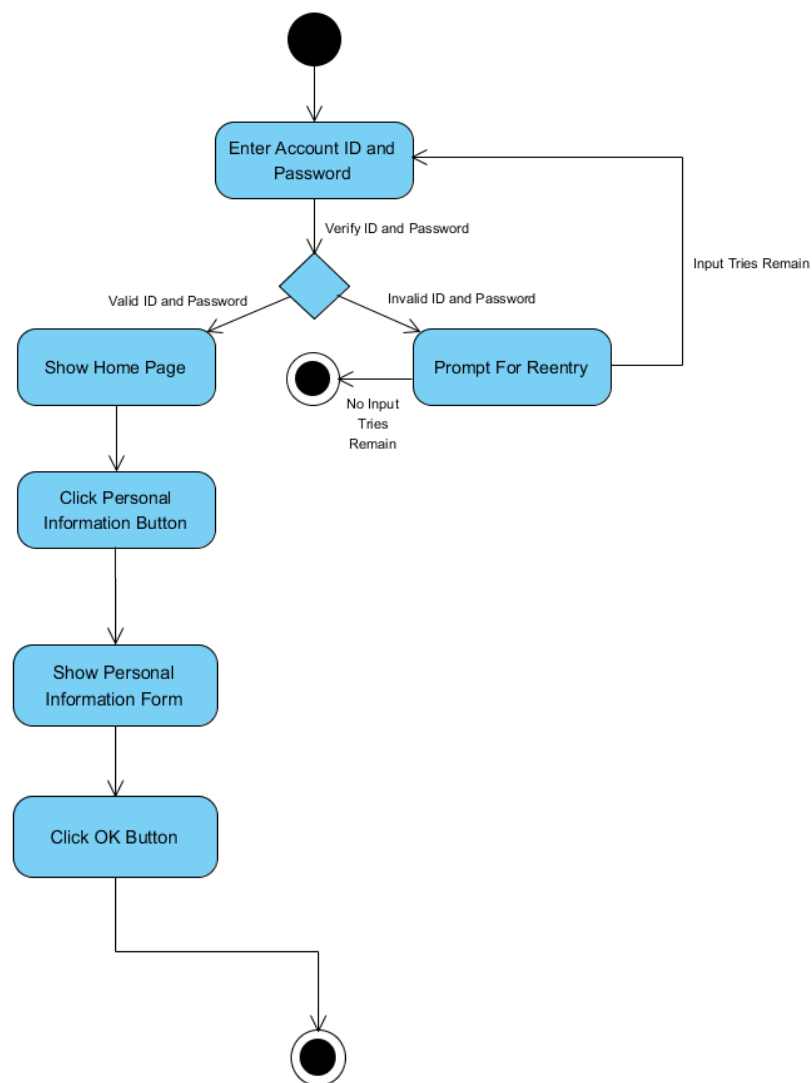 Enter Account ID and
Password
Verify ID and Password
Input Tries Remain
Valid ID and Password
Invalid ID and Password
Show Home Page
Prompt For Reentry
No Input
Tries
Remain
Click Personal
Information Button
Show Personal
Information Form
Click OK Button